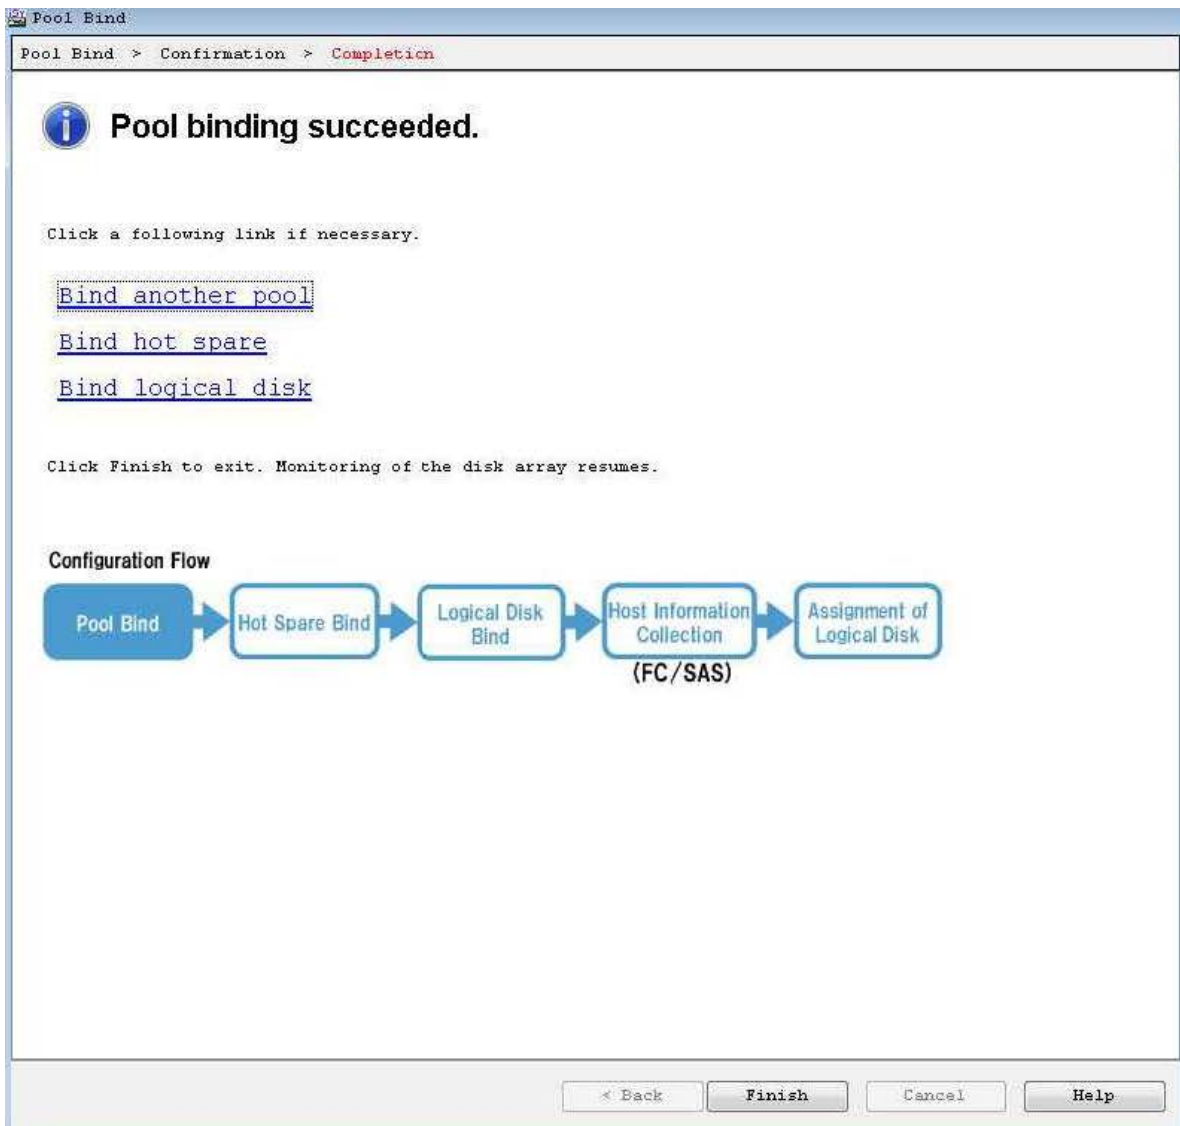 Pool Bind
Pool Bind > Confirmation > Completion
Pool binding succeeded.
Click a following link if necessary.
Bind another pool
Bind hot spare
Bind logical disk
Click Finish to exit. Monitoring of the disk array resumes.
Configuration Flow
Pool Bind
Hot Spare Bind
Logical Disk
Bind
Host Information
Collection
(FC/SAS)
Assignment of
Logical Disk
< Back
Finish
Cancel
Help